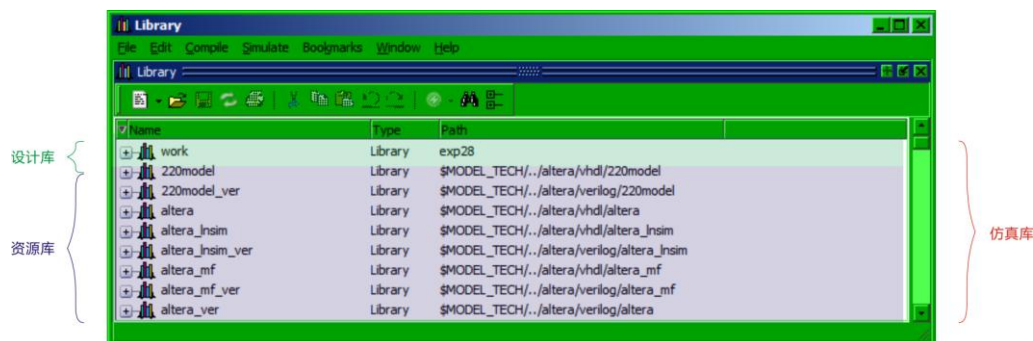 Library
File Edit Compile Simulate Bookmarks Window Help
Library
Name Type Path
设计库
work Library exp28
220model Library $MODEL_TECH/../altera/vhdl/220model
220model_ver Library $MODEL_TECH/../altera/verilog/220model
altera Library $MODEL_TECH/../altera/vhdl/altera
altera_lnsim Library $MODEL_TECH/../altera/vhdl/altera_lnsim
资源库
altera_lnsim_ver Library $MODEL_TECH/../altera/verilog/altera_lnsim
altera_mf Library $MODEL_TECH/../altera/vhdl/altera_mf
altera_mf_ver Library $MODEL_TECH/../altera/verilog/altera_mf
altera_ver Library $MODEL_TECH/../altera/verilog/altera
仿真库